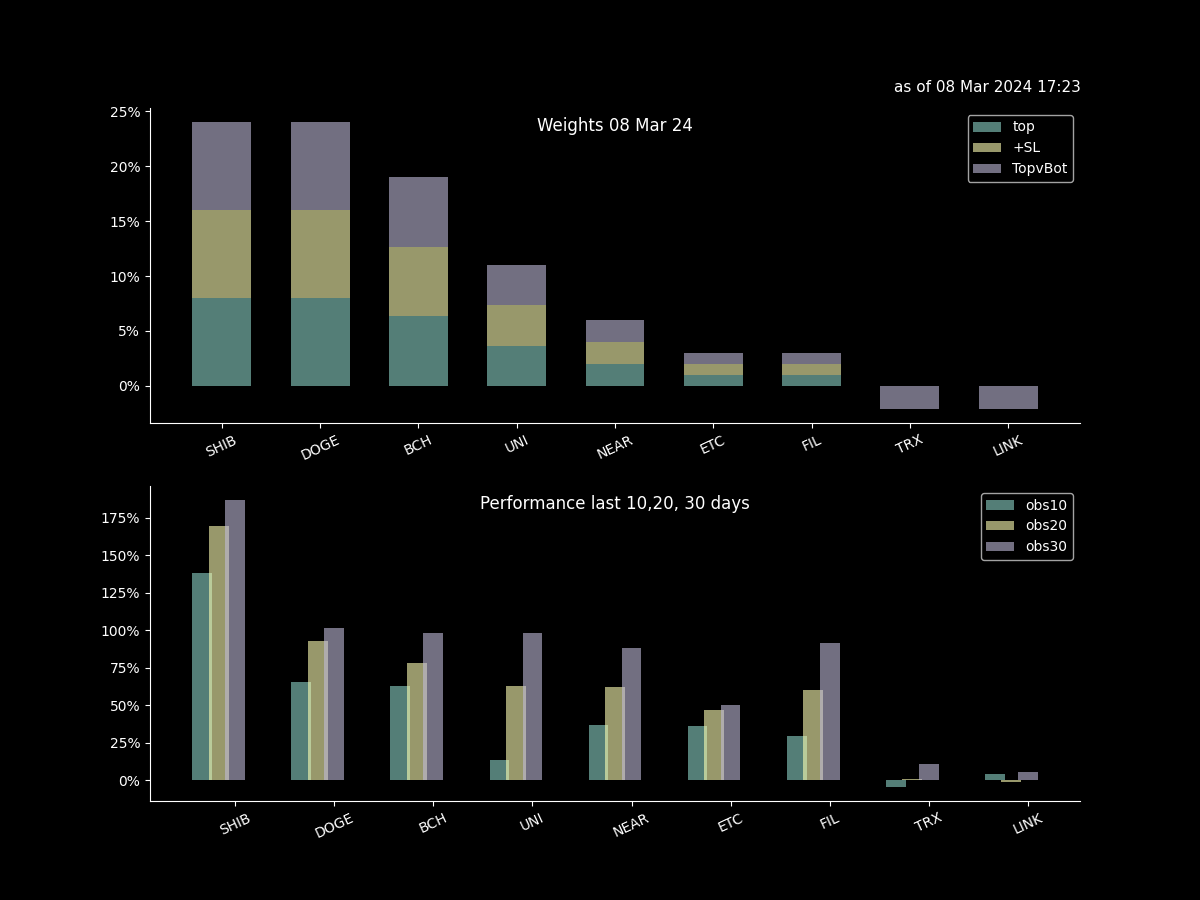 as of 08 Mar 2024 17:23
Weights 08 Mar 24
top
+SL
TopvBot
25%
20%
15%
10%
5%
0%
SHIB DOGE BCH UNI NEAR ETC FIL TRX LINK
Performance last 10,20, 30 days
obs10
obs20
obs30
175%
150%
125%
100%
75%
50%
25%
0%
SHIB DOGE BCH UNI NEAR ETC FIL TRX LINK